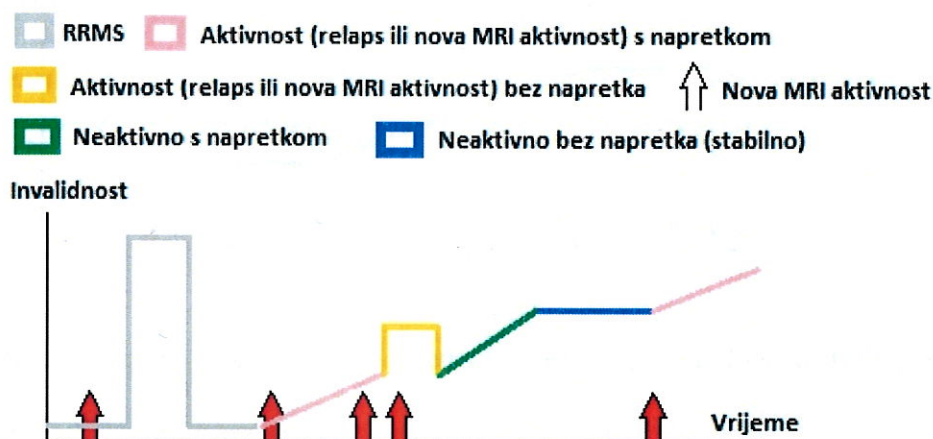 RRMS Aktivnost (relaps ili nova MRI aktivnost) s napretkom
Aktivnost (relaps ili nova MRI aktivnost) bez napretka Nova MRI aktivnost
Neaktivno s napretkom Neaktivno bez napretka (stabilno)
Invalidnost
Vrijeme